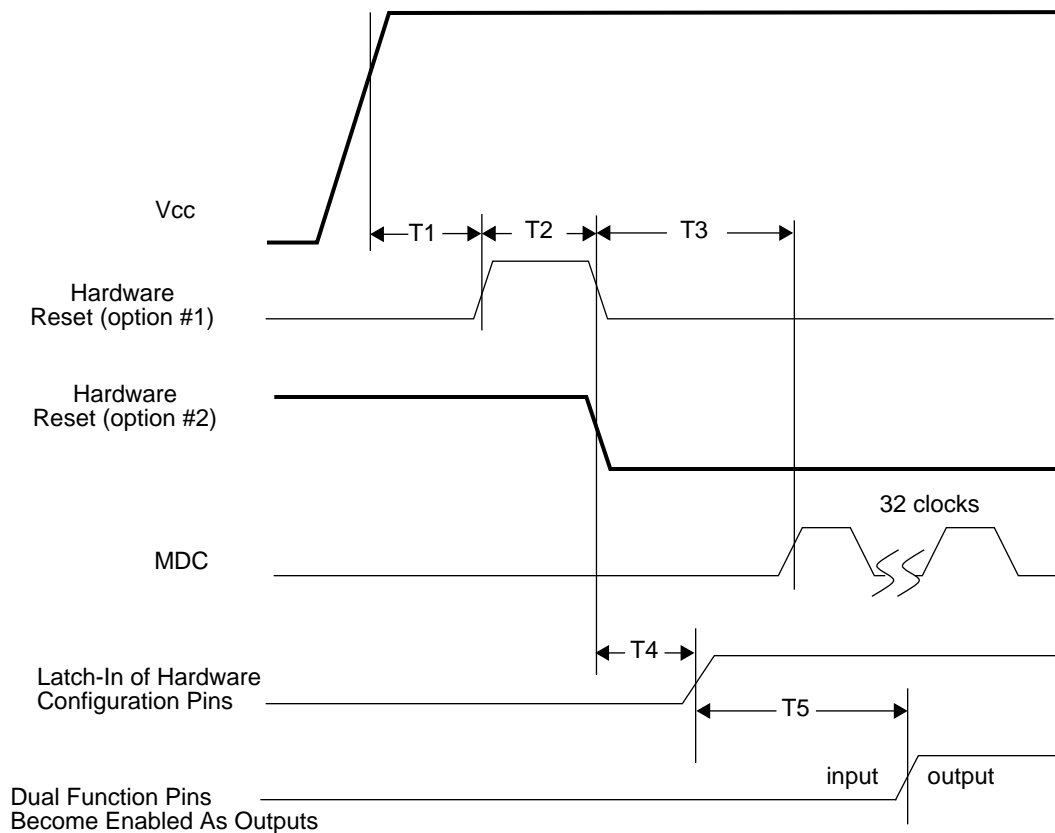 Vcc
T1
T2
T3
Hardware
Reset (option #1)
Hardware
Reset (option #2)
32 clocks
MDC
T4
Latch-In of Hardware
Configuration Pins
T5
input
output
Dual Function Pins
Become Enabled As Outputs